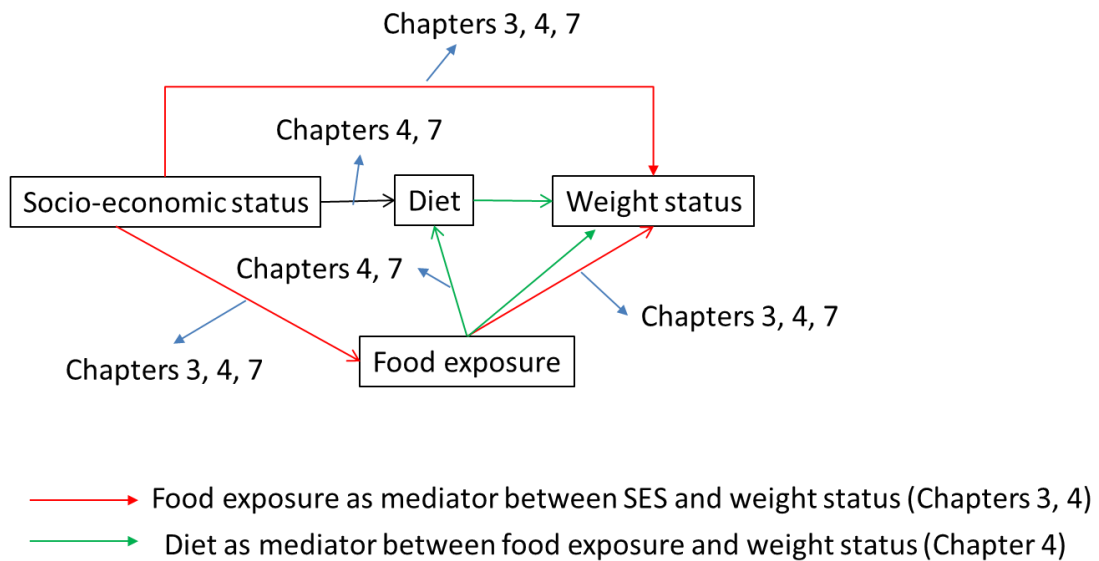 Chapters 3, 4, 7
Chapters 4, 7
Socio-economic status
Diet
Weight status
Chapters 4, 7
Chapters 3, 4, 7
Food exposure
Chapters 3, 4, 7
Food exposure as mediator between SES and weight status (Chapters 3, 4)
Diet as mediator between food exposure and weight status (Chapter 4)